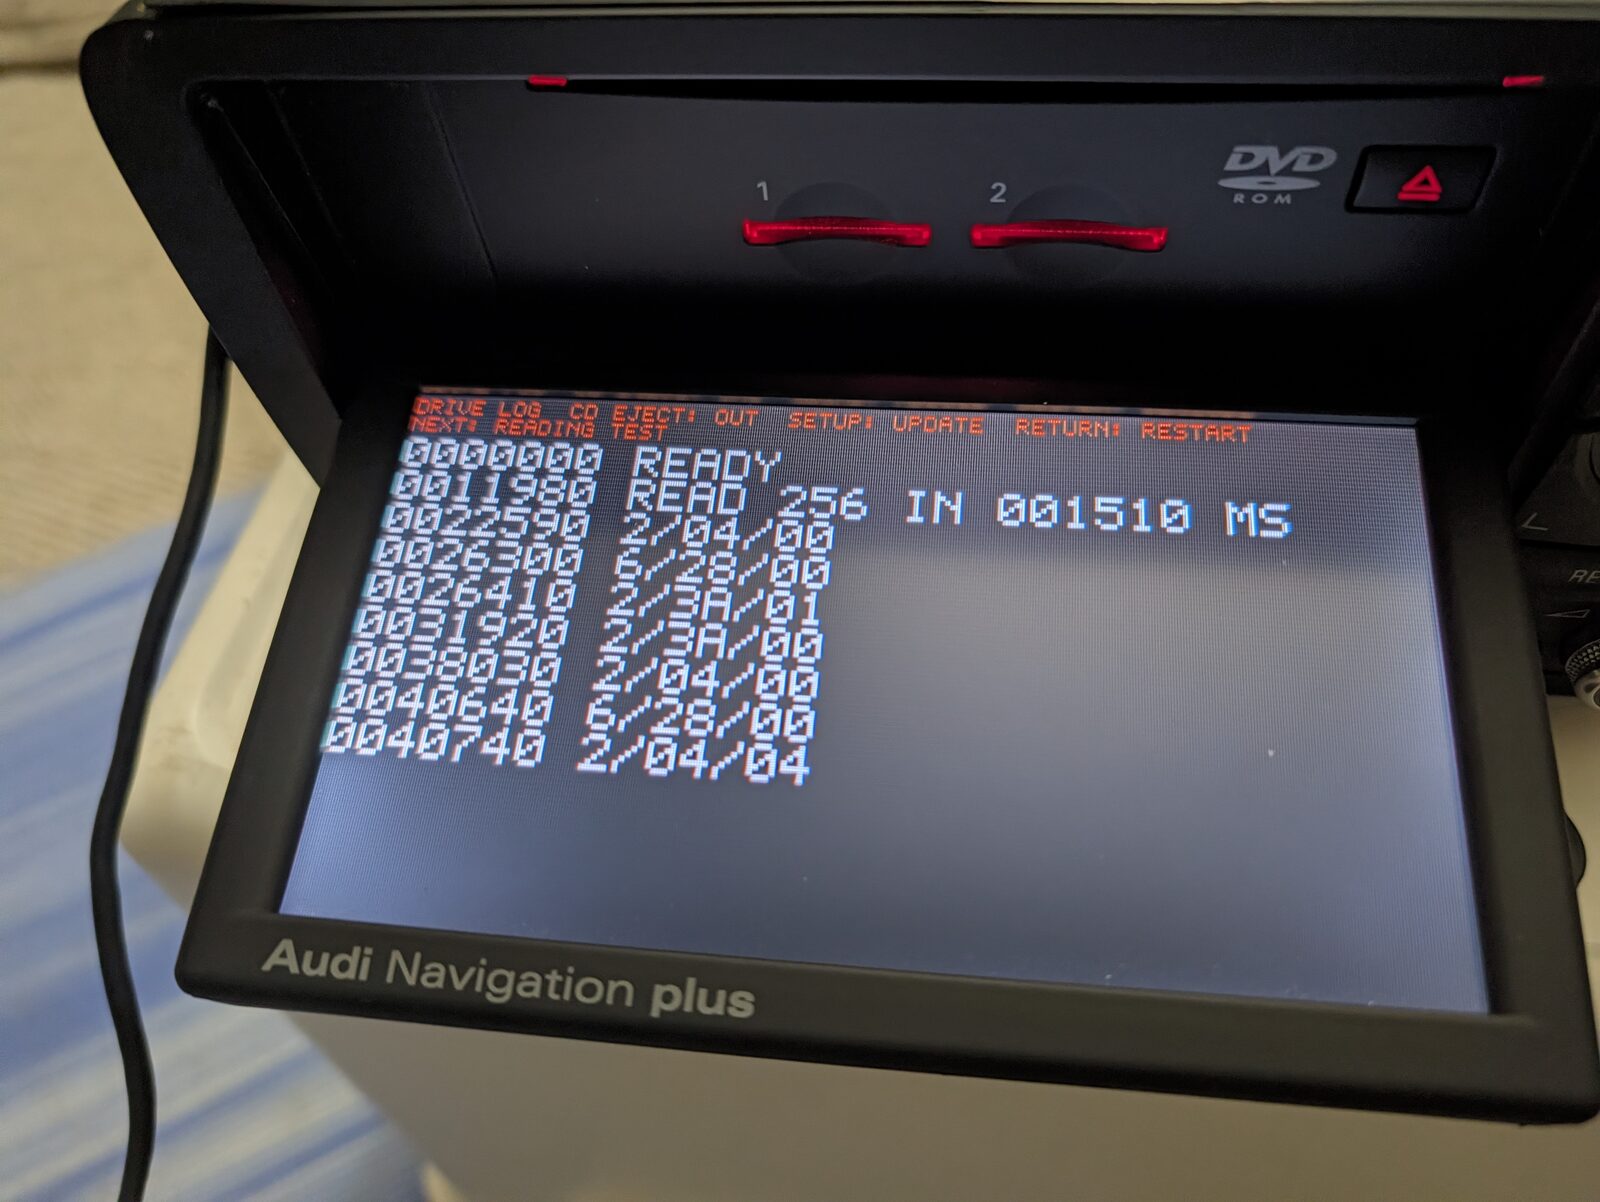 1 2 DVD
ROM
DRIVE LOG CD EJECT: OUT SETUP: UPDATE RETURN: RESTART
NEXT: READING TEST
0000000 READY
0011980 READ 256 IN 001510 MS
0022590 2/04/00
0026300 6/28/00
0026410 2/3A/01
0031920 2/3A/00
0038030 2/04/00
0040640 6/28/00
0040740 2/04/04
Audi Navigation plus